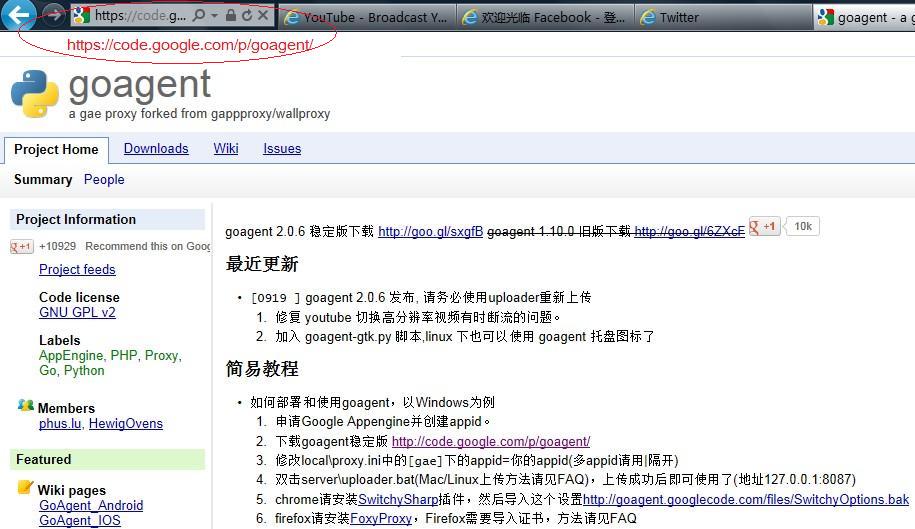 https://code.g...
YouTube - Broadcast Y...
欢迎光临 Facebook - 登...
Twitter
goagent - a g
https://code.google.com/p/goagent/
goagent
a gae proxy forked from gappproxy/wallproxy
Project Home Downloads Wiki Issues
Summary People
Project Information
g +1 +10929 Recommend this on Goog
Project feeds
Code license
GNU GPL v2
Labels
AppEngine, PHP, Proxy,
Go, Python
Members
phus.lu, HewigOvens
Featured
Wiki pages
GoAgent_Android
GoAgent_IOS
goagent 2.0.6 稳定版下载 http://goo.gl/sxgfB goagent 1.10.0 旧版下载 http://goo.gl/6ZXcF g +1 10k
最近更新
• [0919 ] goagent 2.0.6 发布, 请务必使用uploader重新上传
1. 修复 youtube 切换高分辨率视频有时断流的问题。
2. 加入 goagent-gtk.py 脚本,linux 下也可以使用 goagent 托盘图标了
简易教程
• 如何部署和使用goagent，以Windows为例
1. 申请Google Appengine并创建appid。
2. 下载goagent稳定版 http://code.google.com/p/goagent/
3. 修改local\proxy.ini中的[gae]下的appid=你的appid(多appid请用|隔开)
4. 双击server\uploader.bat(Mac/Linux上传方法请见FAQ)，上传成功后即可使用了(地址127.0.0.1:8087)
5. chrome请安装SwitchySharp插件，然后导入这个设置http://goagent.googlecode.com/files/SwitchyOptions.bak
6. firefox请安装FoxyProxy，Firefox需要导入证书，方法请见FAQ